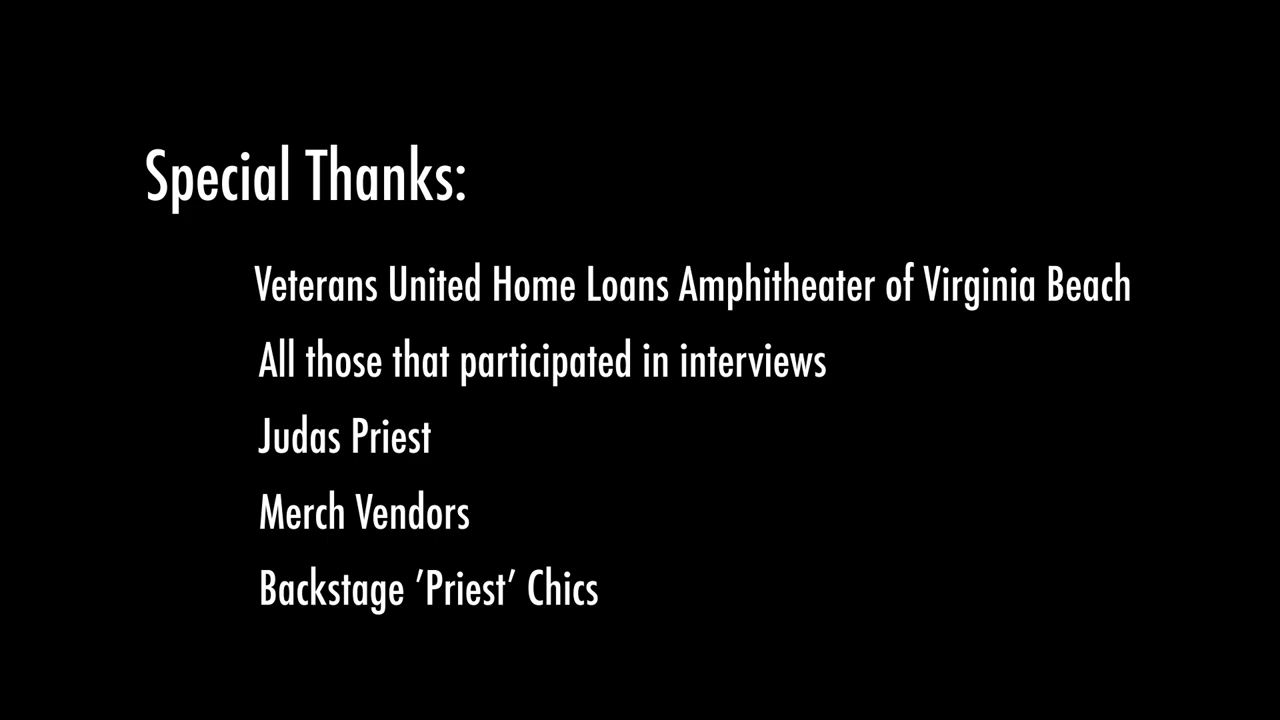 Special Thanks:
Veterans United Home Loans Amphitheater of Virginia Beach
All those that participated in interviews
Judas Priest
Merch Vendors
Backstage ’Priest’ Chics